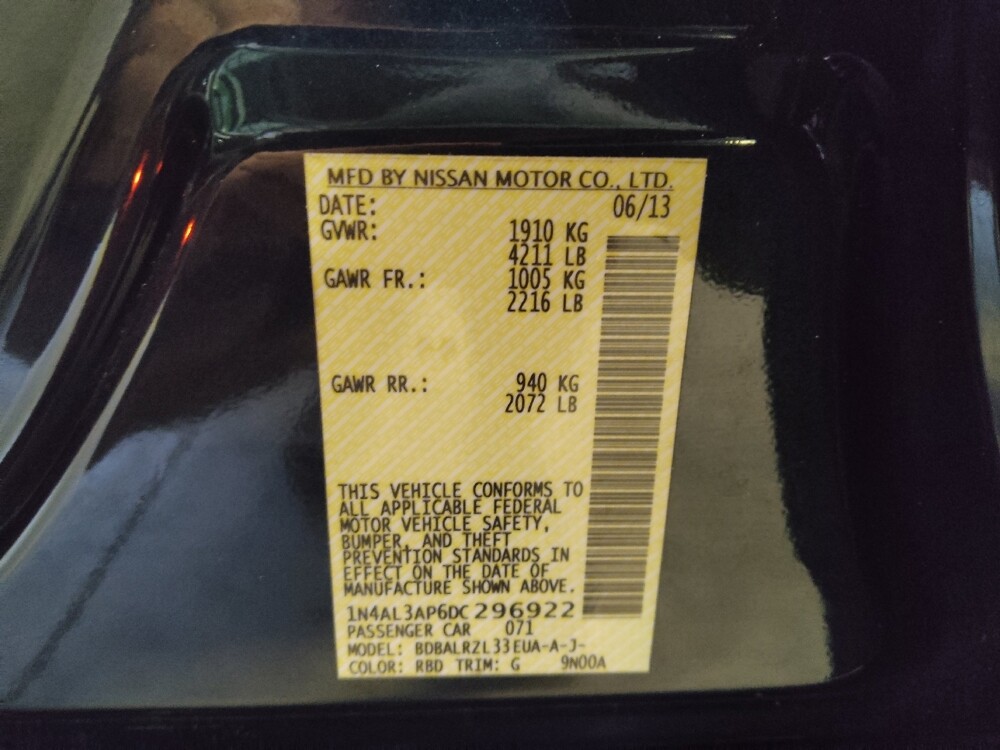 MFD BY NISSAN MOTOR CO., LTD.
DATE: 06/13
GVWR: 1910 KG
4211 LB
GAWR FR.: 1005 KG
2216 LB
GAWR RR.: 940 KG
2072 LB
THIS VEHICLE CONFORMS TO
ALL APPLICABLE FEDERAL
MOTOR VEHICLE SAFETY,
BUMPER, AND THEFT
PREVENTION STANDARDS IN
EFFECT ON THE DATE OF
MANUFACTURE SHOWN ABOVE.
1N4AL3AP6DC296922
PASSENGER CAR 071
MODEL: BDBALRZL33EUA-A-J-
COLOR: RBD TRIM: G 9N00A